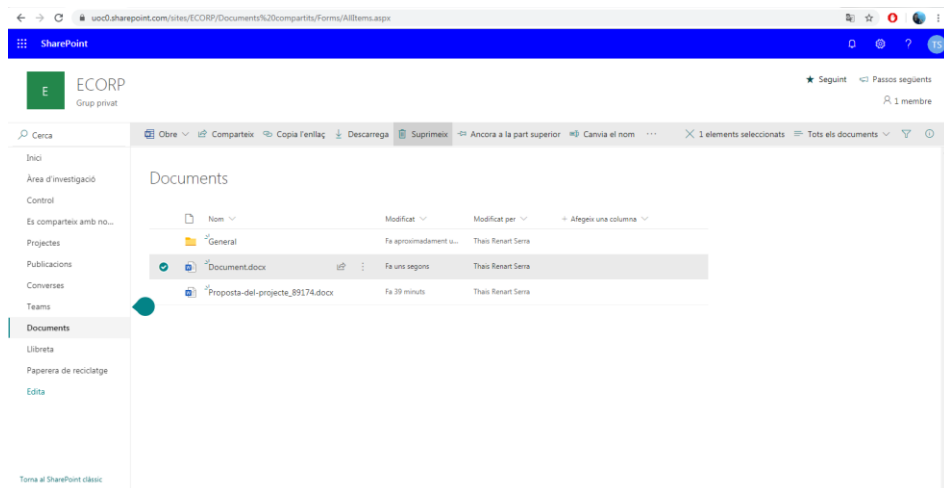 uoc0.sharepoint.com/sites/ECORP/Documents%20compartits/Forms/AllItems.aspx
SharePoint
TS
E
ECORP
Grup privat
Seguint
Passos següents
1 membre
Cerca
Obre
Comparteix
Copia l'enllaç
Descarrega
Suprimeix
Ancora a la part superior
Canvia el nom
1 elements seleccionats
Tots els documents
Inici
Àrea d'investigació
Control
Es comparteix amb no...
Projectes
Publicacions
Converses
Teams
Documents
Llibreta
Paperera de reciclatge
Edita
Torna al SharePoint clàssic
Documents
Nom
Modificat
Modificat per
+ Afegeix una columna
General
Fa aproximadament u...
Thais Renart Serra
Document.docx
Fa uns segons
Thais Renart Serra
Proposta-del-projecte_89174.docx
Fa 39 minuts
Thais Renart Serra